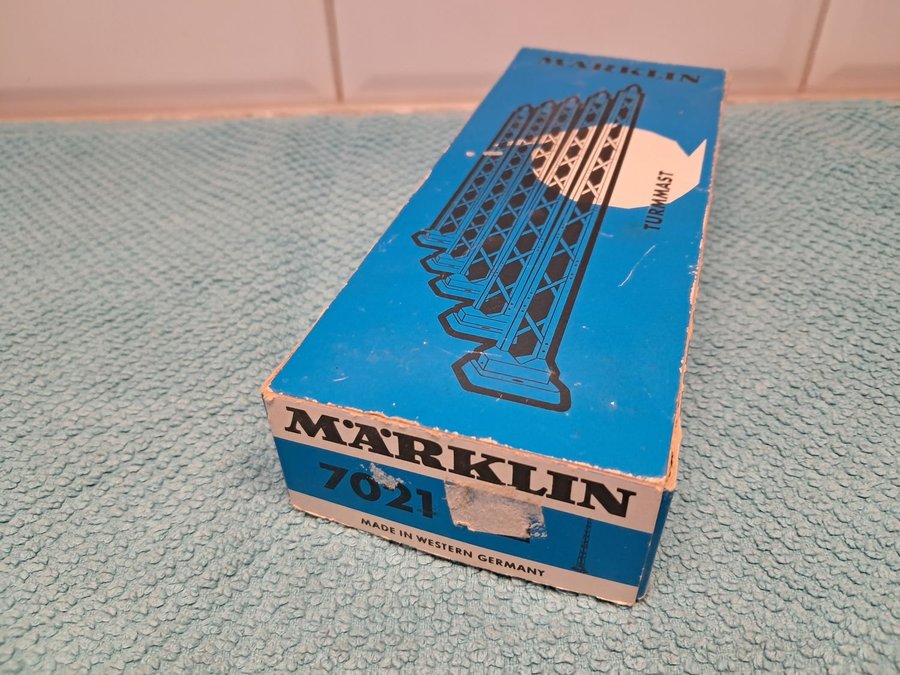 MÄRKLIN
TURMMAST
MÄRKLIN
7021
MADE IN WESTERN GERMANY